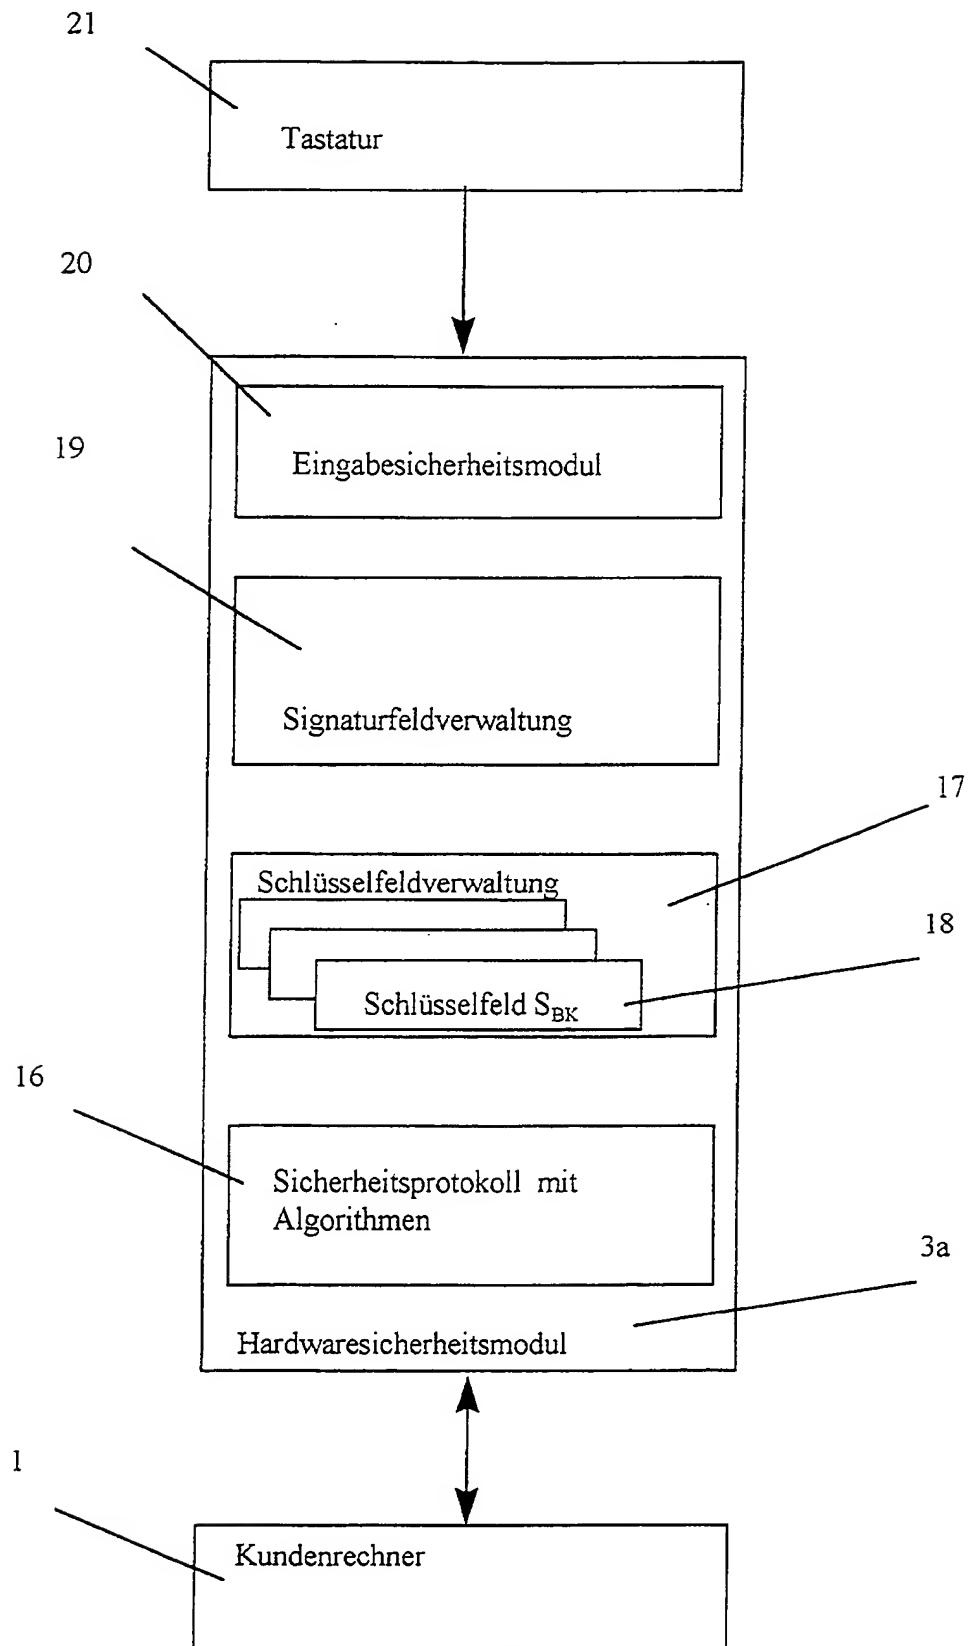 21
Tastatur
20
Eingabesicherheitsmodul
19
Signaturfeldverwaltung
17
Schlüsselfeldverwaltung
18
Schlüsselfeld S_BK
16
Sicherheitsprotokoll mit
Algorithmen
3a
Hardwaresicherheitsmodul
1
Kundenrechner